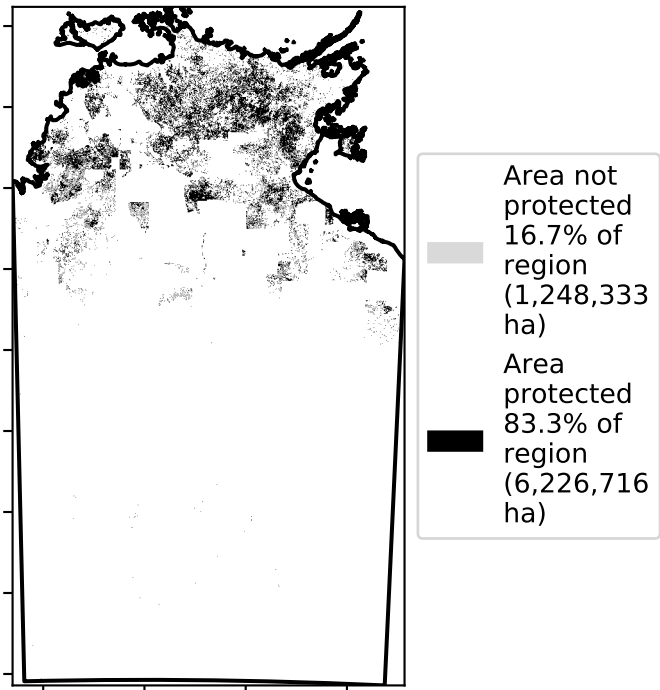 Area not
protected
16.7% of
region
(1,248,333
ha)
Area
protected
83.3% of
region
(6,226,716
ha)